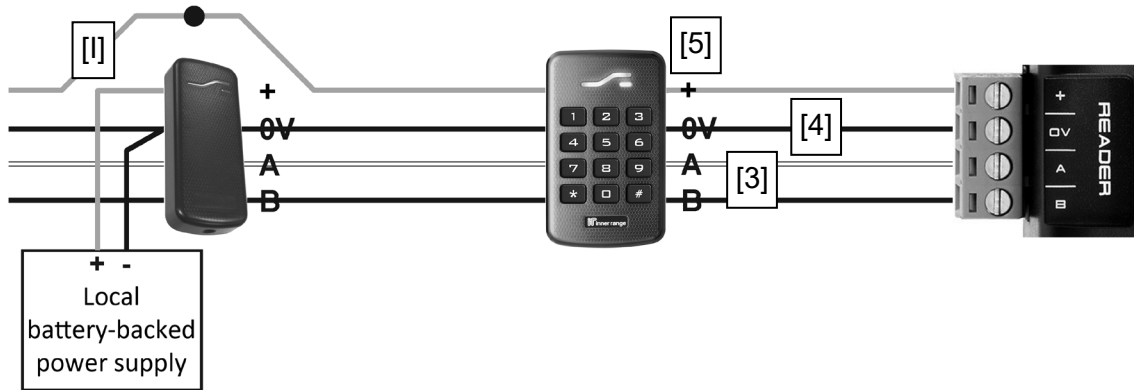 [I]
[5]
+
+
0V
0V
[4]
A
A
[3]
B
B
1 2 3
4 5 6
7 8 9
* 0 #
inner range
+
0V
A
B
READER
+ -
Local
battery-backed
power supply